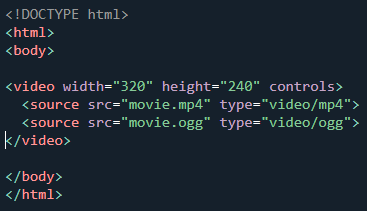 <!DOCTYPE html>
<html>
<body>

<video width="320" height="240" controls>
  <source src="movie.mp4" type="video/mp4">
  <source src="movie.ogg" type="video/ogg">
</video>

</body>
</html>